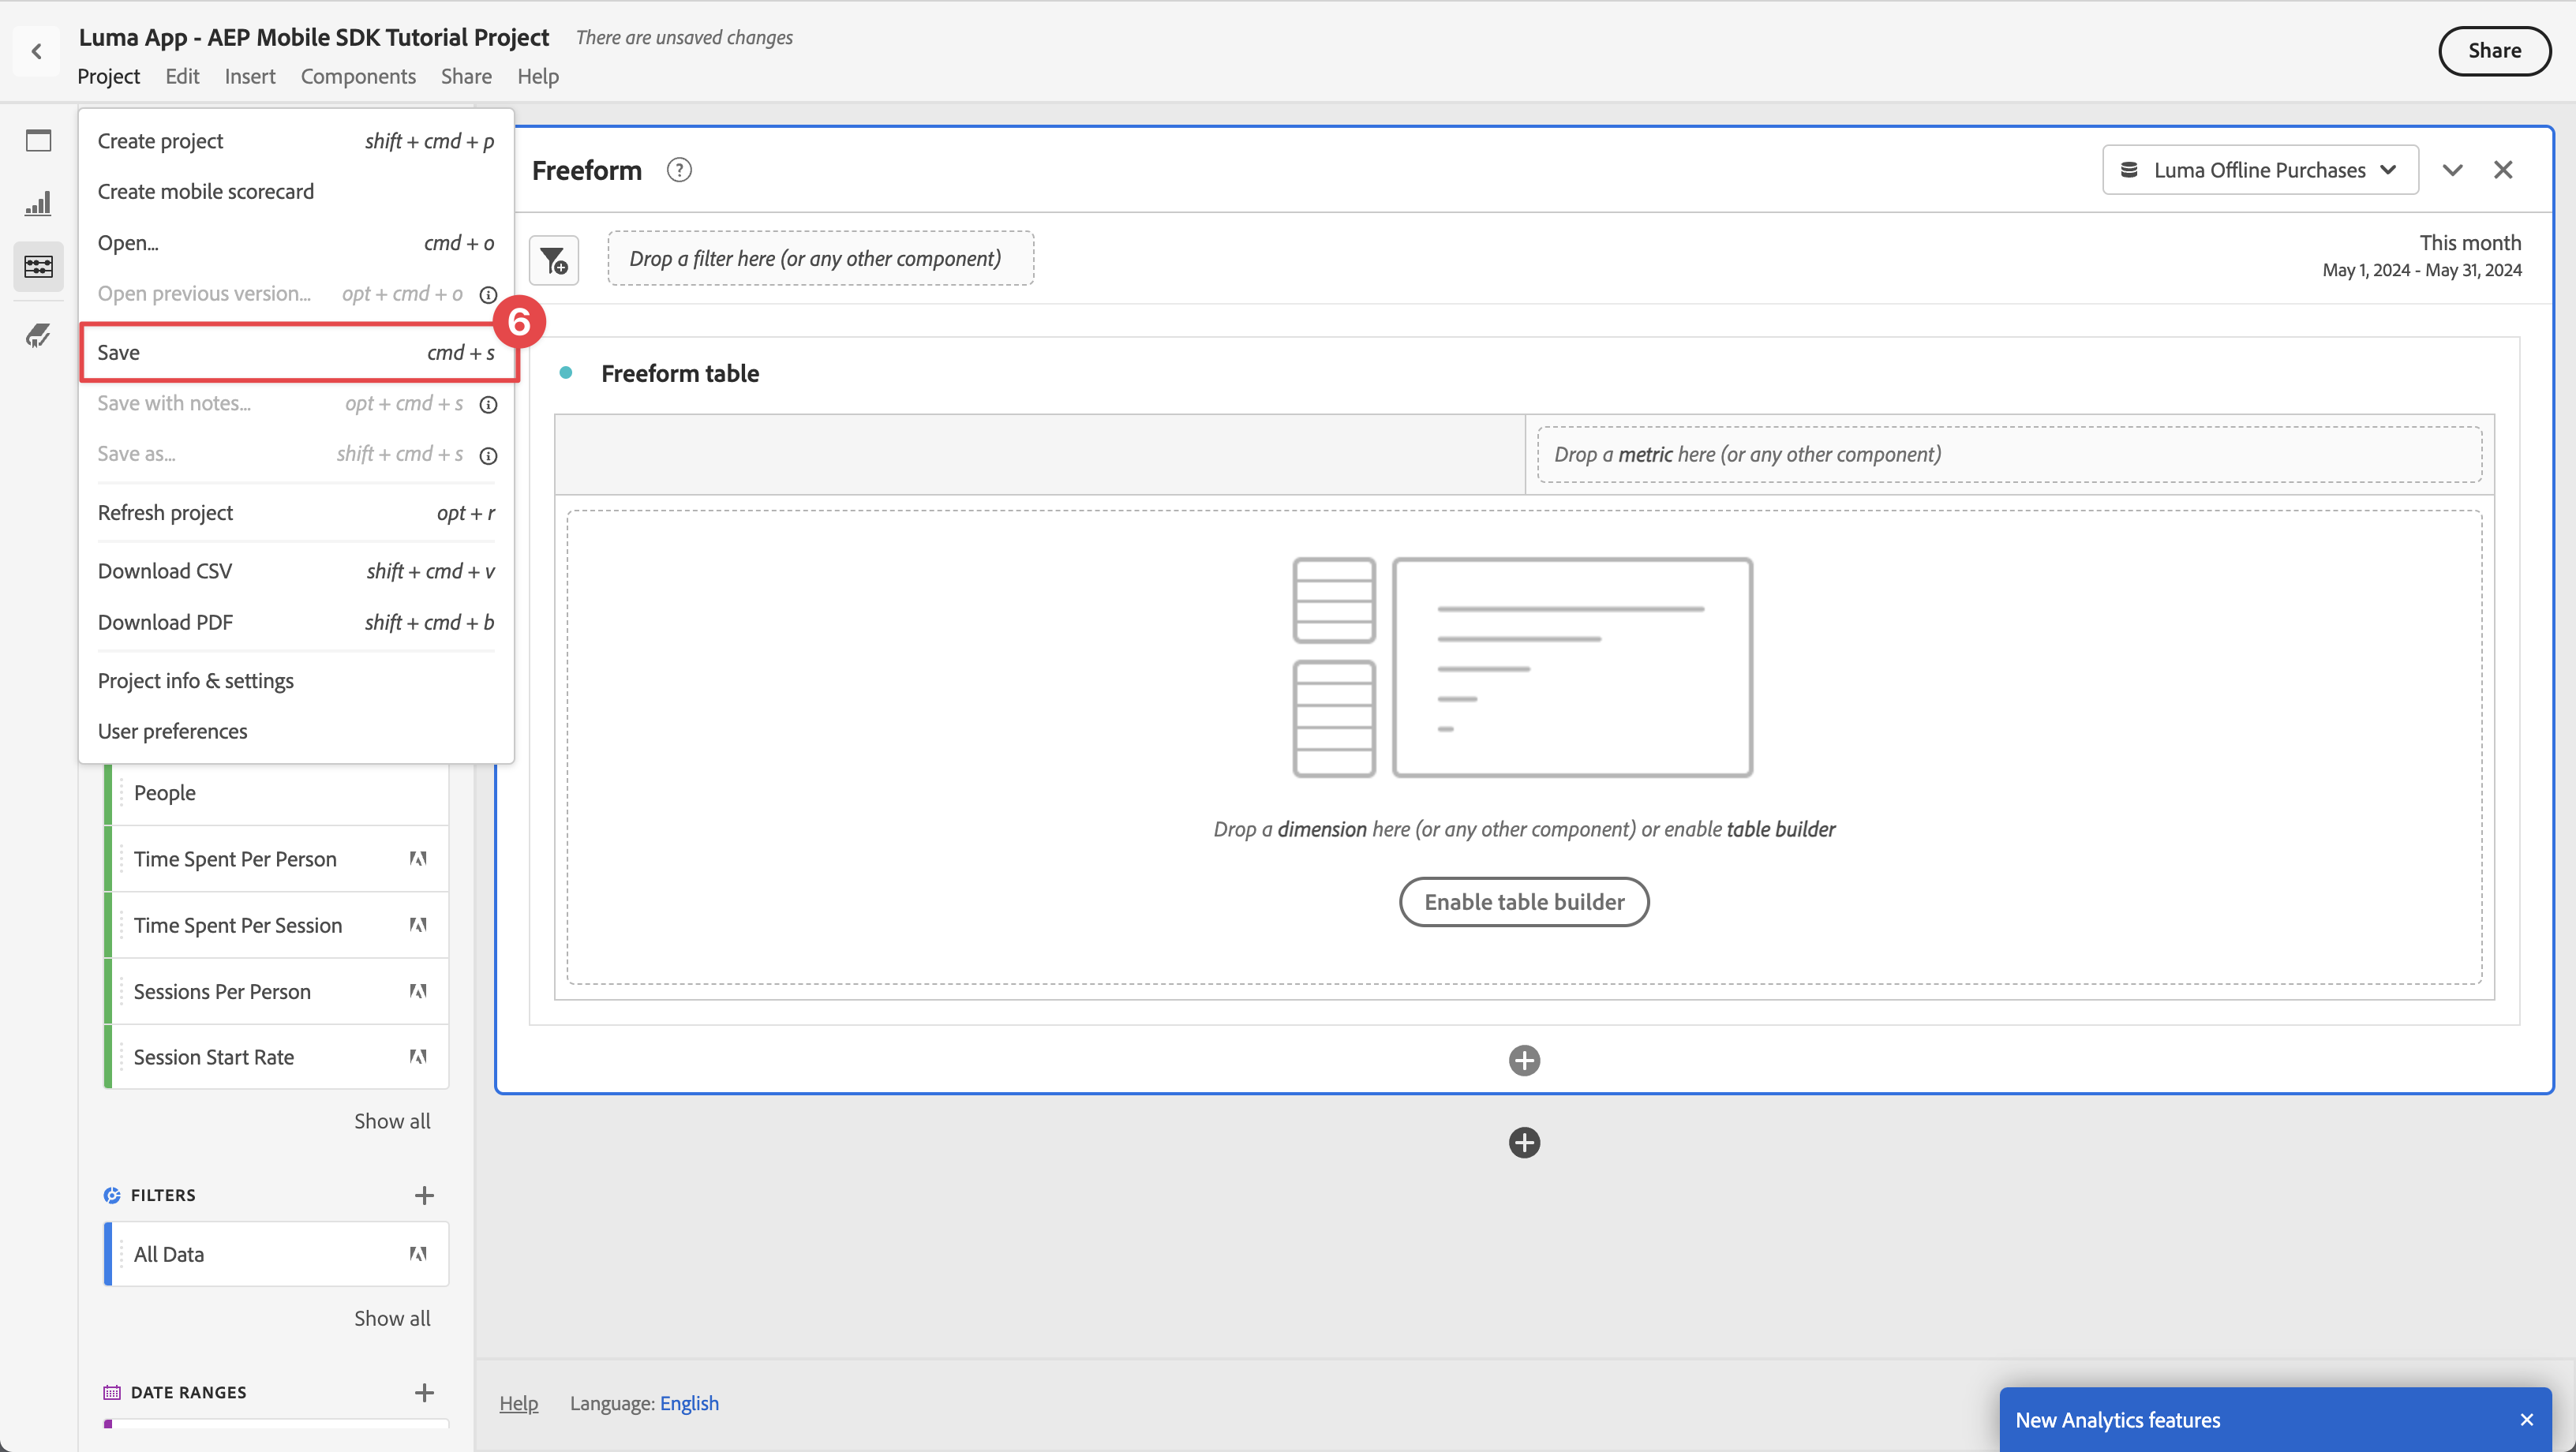 Luma App - AEP Mobile SDK Tutorial Project There are unsaved changes
Share
Project Edit Insert Components Share Help
Create project shift + cmd + p
Create mobile scorecard
Open... cmd + o
Open previous version... opt + cmd + o
6
Save cmd + s
Save with notes... opt + cmd + s
Save as... shift + cmd + s
Refresh project opt + r
Download CSV shift + cmd + v
Download PDF shift + cmd + b
Project info & settings
User preferences
People
Time Spent Per Person
Time Spent Per Session
Sessions Per Person
Session Start Rate
Show all
FILTERS
All Data
Show all
DATE RANGES
Freeform
Luma Offline Purchases
Drop a filter here (or any other component)
This month
May 1, 2024 - May 31, 2024
Freeform table
Drop a metric here (or any other component)
Drop a dimension here (or any other component) or enable table builder
Enable table builder
Help Language: English
New Analytics features